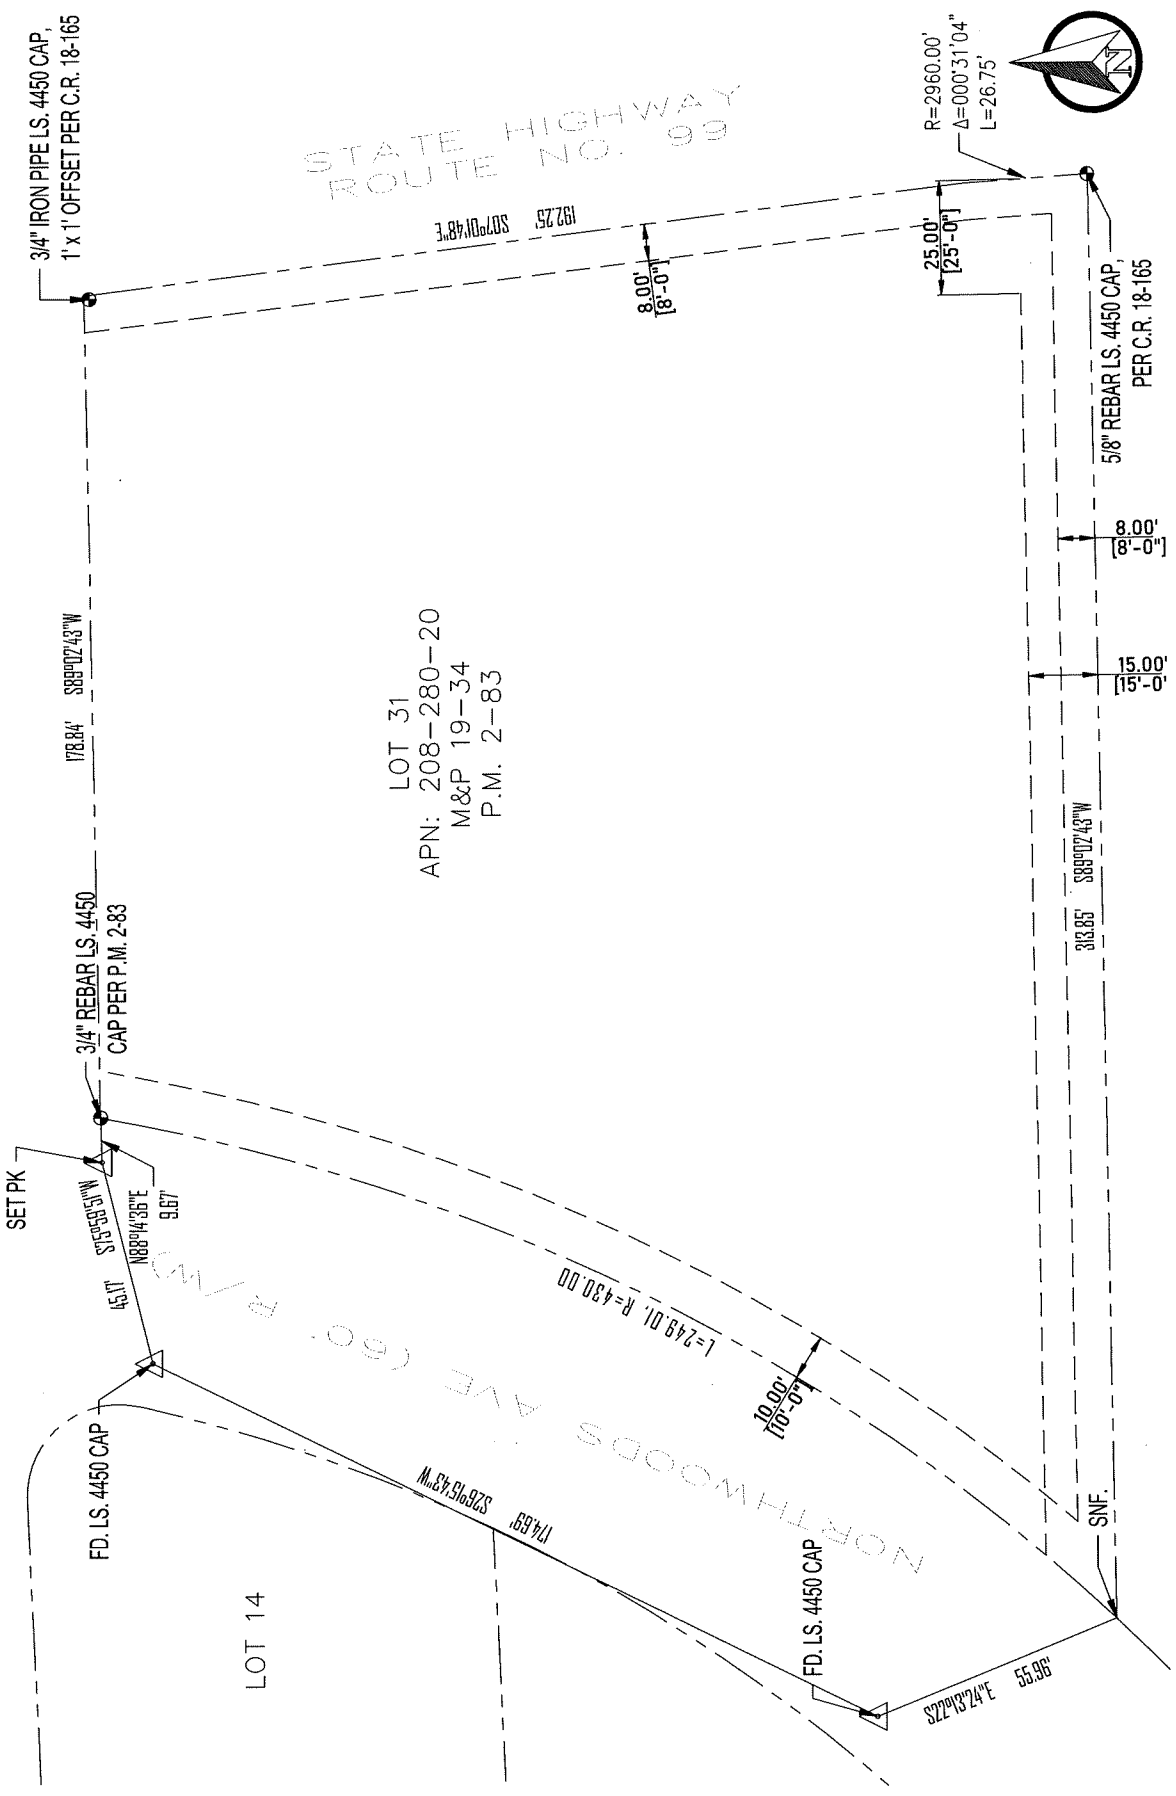 3/4" IRON PIPE LS. 4450 CAP,
1' x 1' OFFSET PER C.R. 18-165
STATE HIGHWAY
ROUTE NO. 99
S07°01'48"E 192.25'
8.00'
[8'-0"]
R=2960.00'
Δ=000°31'04"
L=26.75'
N
25.00'
[25'-0"]
5/8" REBAR LS. 4450 CAP,
PER C.R. 18-165
8.00'
[8'-0"]
15.00'
[15'-0"
178.84' S89°02'43"W
LOT 31
APN: 208-280-20
M&P 19-34
P.M. 2-83
313.85' S89°02'43"W
3/4" REBAR LS. 4450
CAP PER P.M. 2-83
SET PK
N88°14'36"E
9.67'
45.17' S75°59'51"W
L=249.01, R=430.00
10.00'
[10'-0"]
NORTHWOODS AVE (60' R/W)
FD. LS. 4450 CAP
S26°15'43"W 174.69'
LOT 14
FD. LS. 4450 CAP
SNF.
S22°13'24"E 55.96'